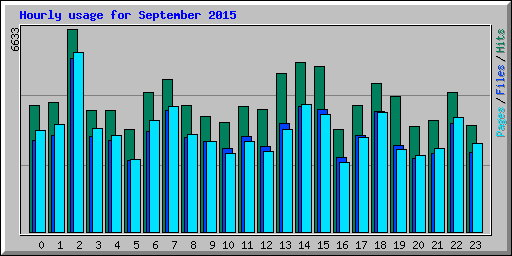 Hourly usage for September 2015
6633
Pages / Files / Hits
0 1 2 3 4 5 6 7 8 9 10 11 12 13 14 15 16 17 18 19 20 21 22 23